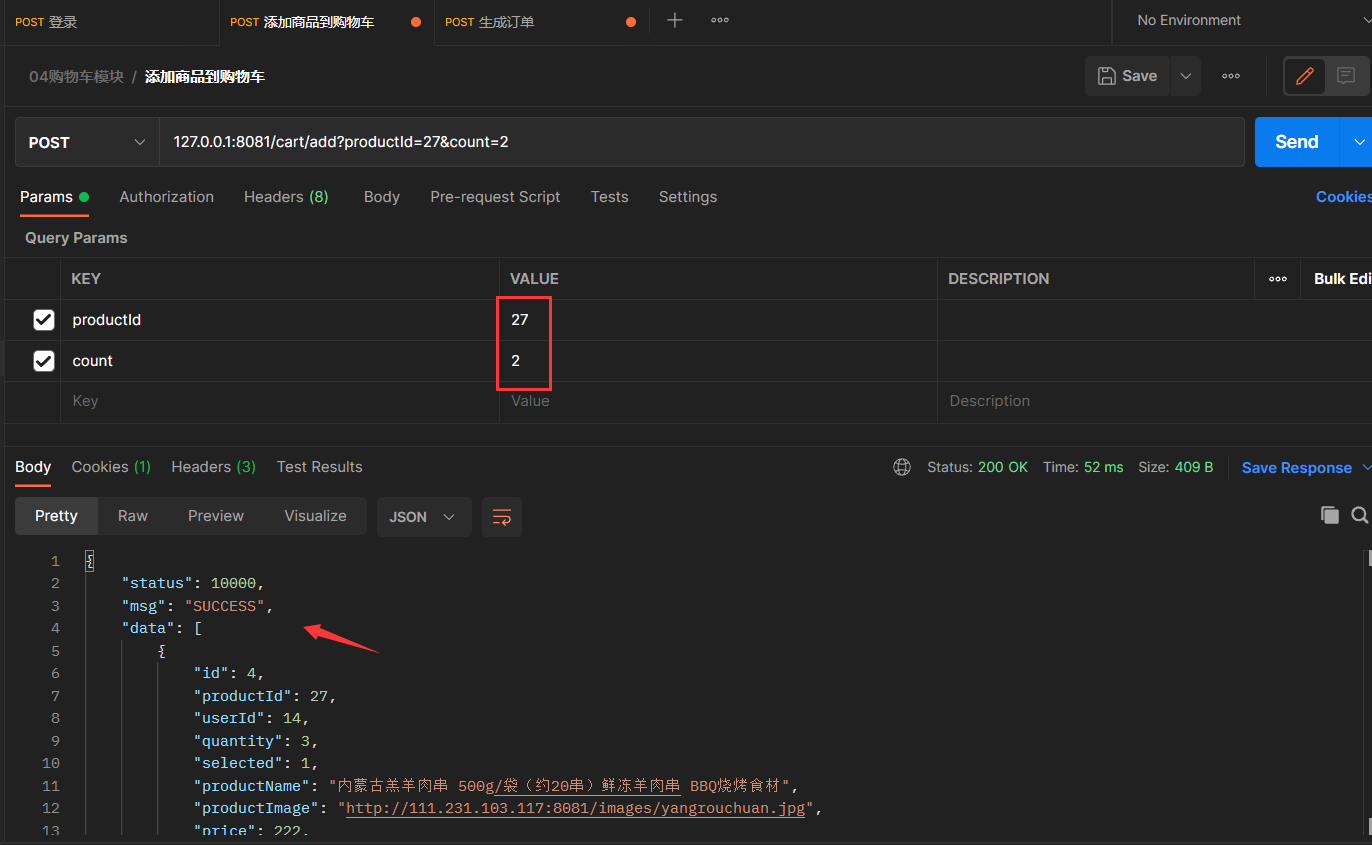 POST 登录 POST 添加商品到购物车 POST 生成订单 No Environment
04购物车模块 / 添加商品到购物车 Save
POST 127.0.0.1:8081/cart/add?productId=27&count=2 Send
Params Authorization Headers (8) Body Pre-request Script Tests Settings Cookies
Query Params
KEY VALUE DESCRIPTION Bulk Edi
productId 27
count 2
Key Value Description
Body Cookies (1) Headers (3) Test Results Status: 200 OK Time: 52 ms Size: 409 B Save Response
Pretty Raw Preview Visualize JSON
1 {
2 "status": 10000,
3 "msg": "SUCCESS",
4 "data": [
5 {
6 "id": 4,
7 "productId": 27,
8 "userId": 14,
9 "quantity": 3,
10 "selected": 1,
11 "productName": "内蒙古羔羊肉串 500g/袋（约20串）鲜冻羊肉串 BBQ烧烤食材",
12 "productImage": "http://111.231.103.117:8081/images/yangrouchuan.jpg",
13 "price": 222,